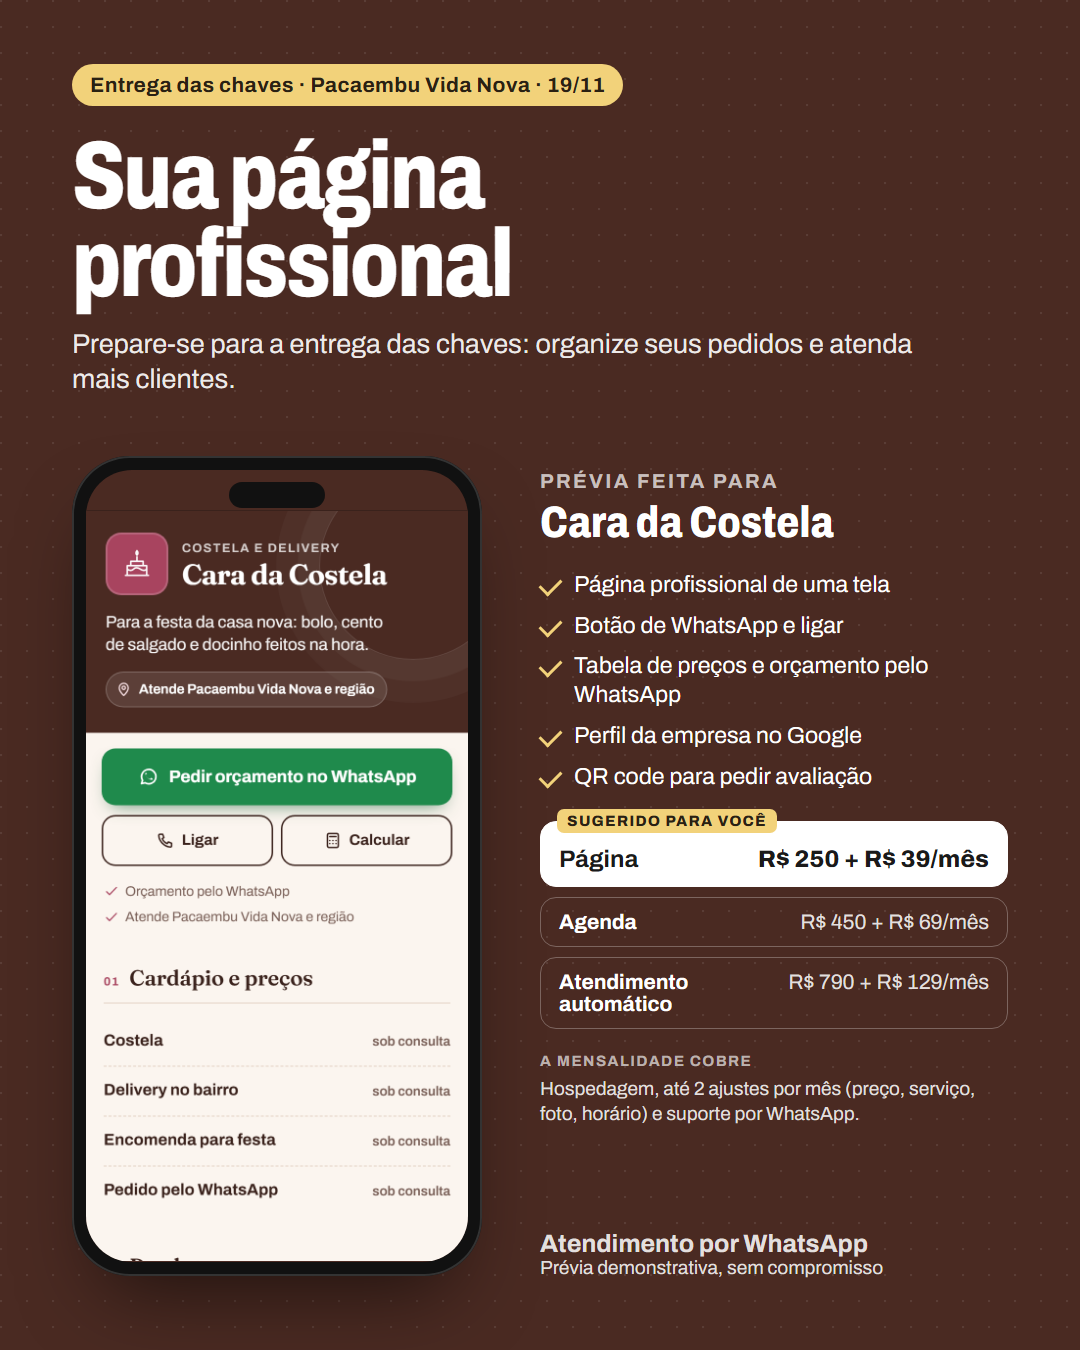 Entrega das chaves · Pacaembu Vida Nova · 19/11
Sua página
profissional
Prepare-se para a entrega das chaves: organize seus pedidos e atenda
mais clientes.
COSTELA E DELIVERY
Cara da Costela
Para a festa da casa nova: bolo, cento
de salgado e docinho feitos na hora.
Atende Pacaembu Vida Nova e região
Pedir orçamento no WhatsApp
Ligar
Calcular
Orçamento pelo WhatsApp
Atende Pacaembu Vida Nova e região
01 Cardápio e preços
Costela sob consulta
Delivery no bairro sob consulta
Encomenda para festa sob consulta
Pedido pelo WhatsApp sob consulta
PRÉVIA FEITA PARA
Cara da Costela
Página profissional de uma tela
Botão de WhatsApp e ligar
Tabela de preços e orçamento pelo
WhatsApp
Perfil da empresa no Google
QR code para pedir avaliação
SUGERIDO PARA VOCÊ
Página R$ 250 + R$ 39/mês
Agenda R$ 450 + R$ 69/mês
Atendimento R$ 790 + R$ 129/mês
automático
A MENSALIDADE COBRE
Hospedagem, até 2 ajustes por mês (preço, serviço,
foto, horário) e suporte por WhatsApp.
Atendimento por WhatsApp
Prévia demonstrativa, sem compromisso